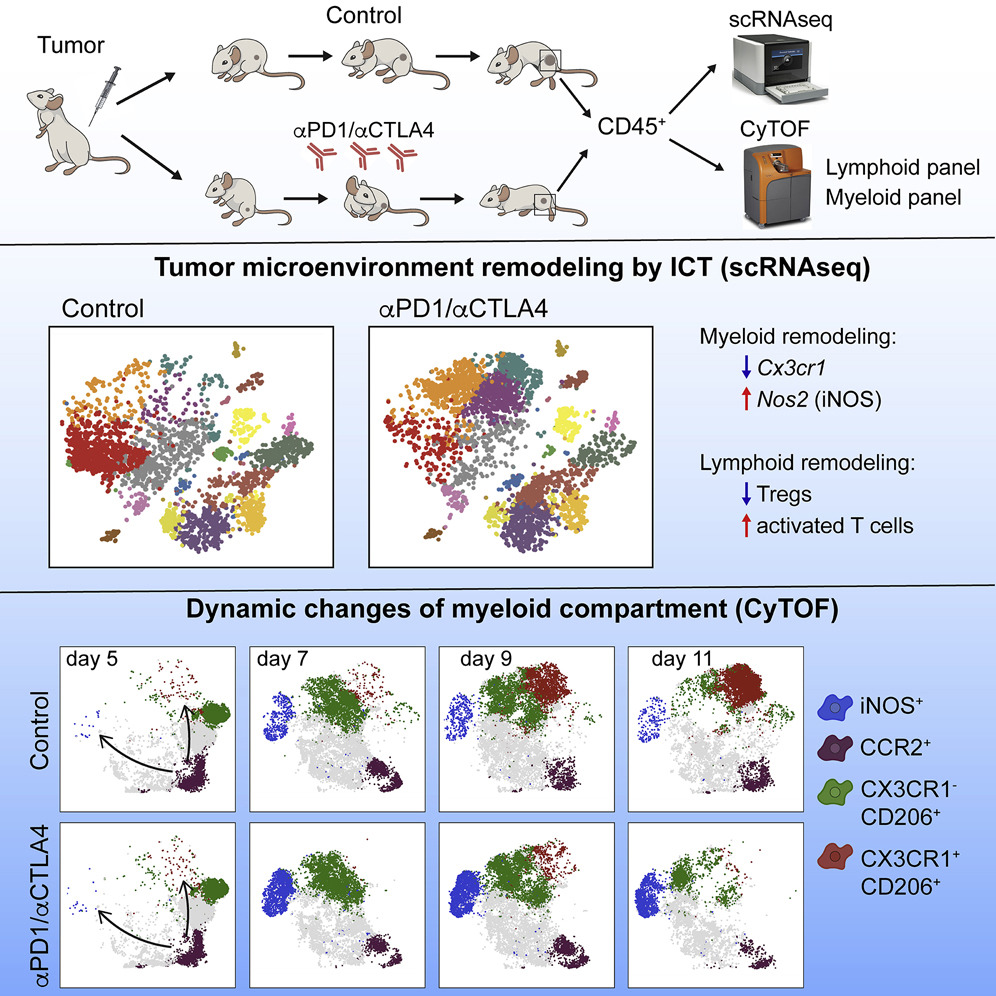 Tumor
Control
scRNAseq
αPD1/αCTLA4
CD45⁺
CyTOF
Lymphoid panel
Myeloid panel
Tumor microenvironment remodeling by ICT (scRNAseq)
Control
αPD1/αCTLA4
Myeloid remodeling:
↓ Cx3cr1
↑ Nos2 (iNOS)
Lymphoid remodeling:
↓ Tregs
↑ activated T cells
Dynamic changes of myeloid compartment (CyTOF)
day 5
day 7
day 9
day 11
Control
αPD1/αCTLA4
iNOS⁺
CCR2⁺
CX3CR1⁻
CD206⁺
CX3CR1⁺
CD206⁺